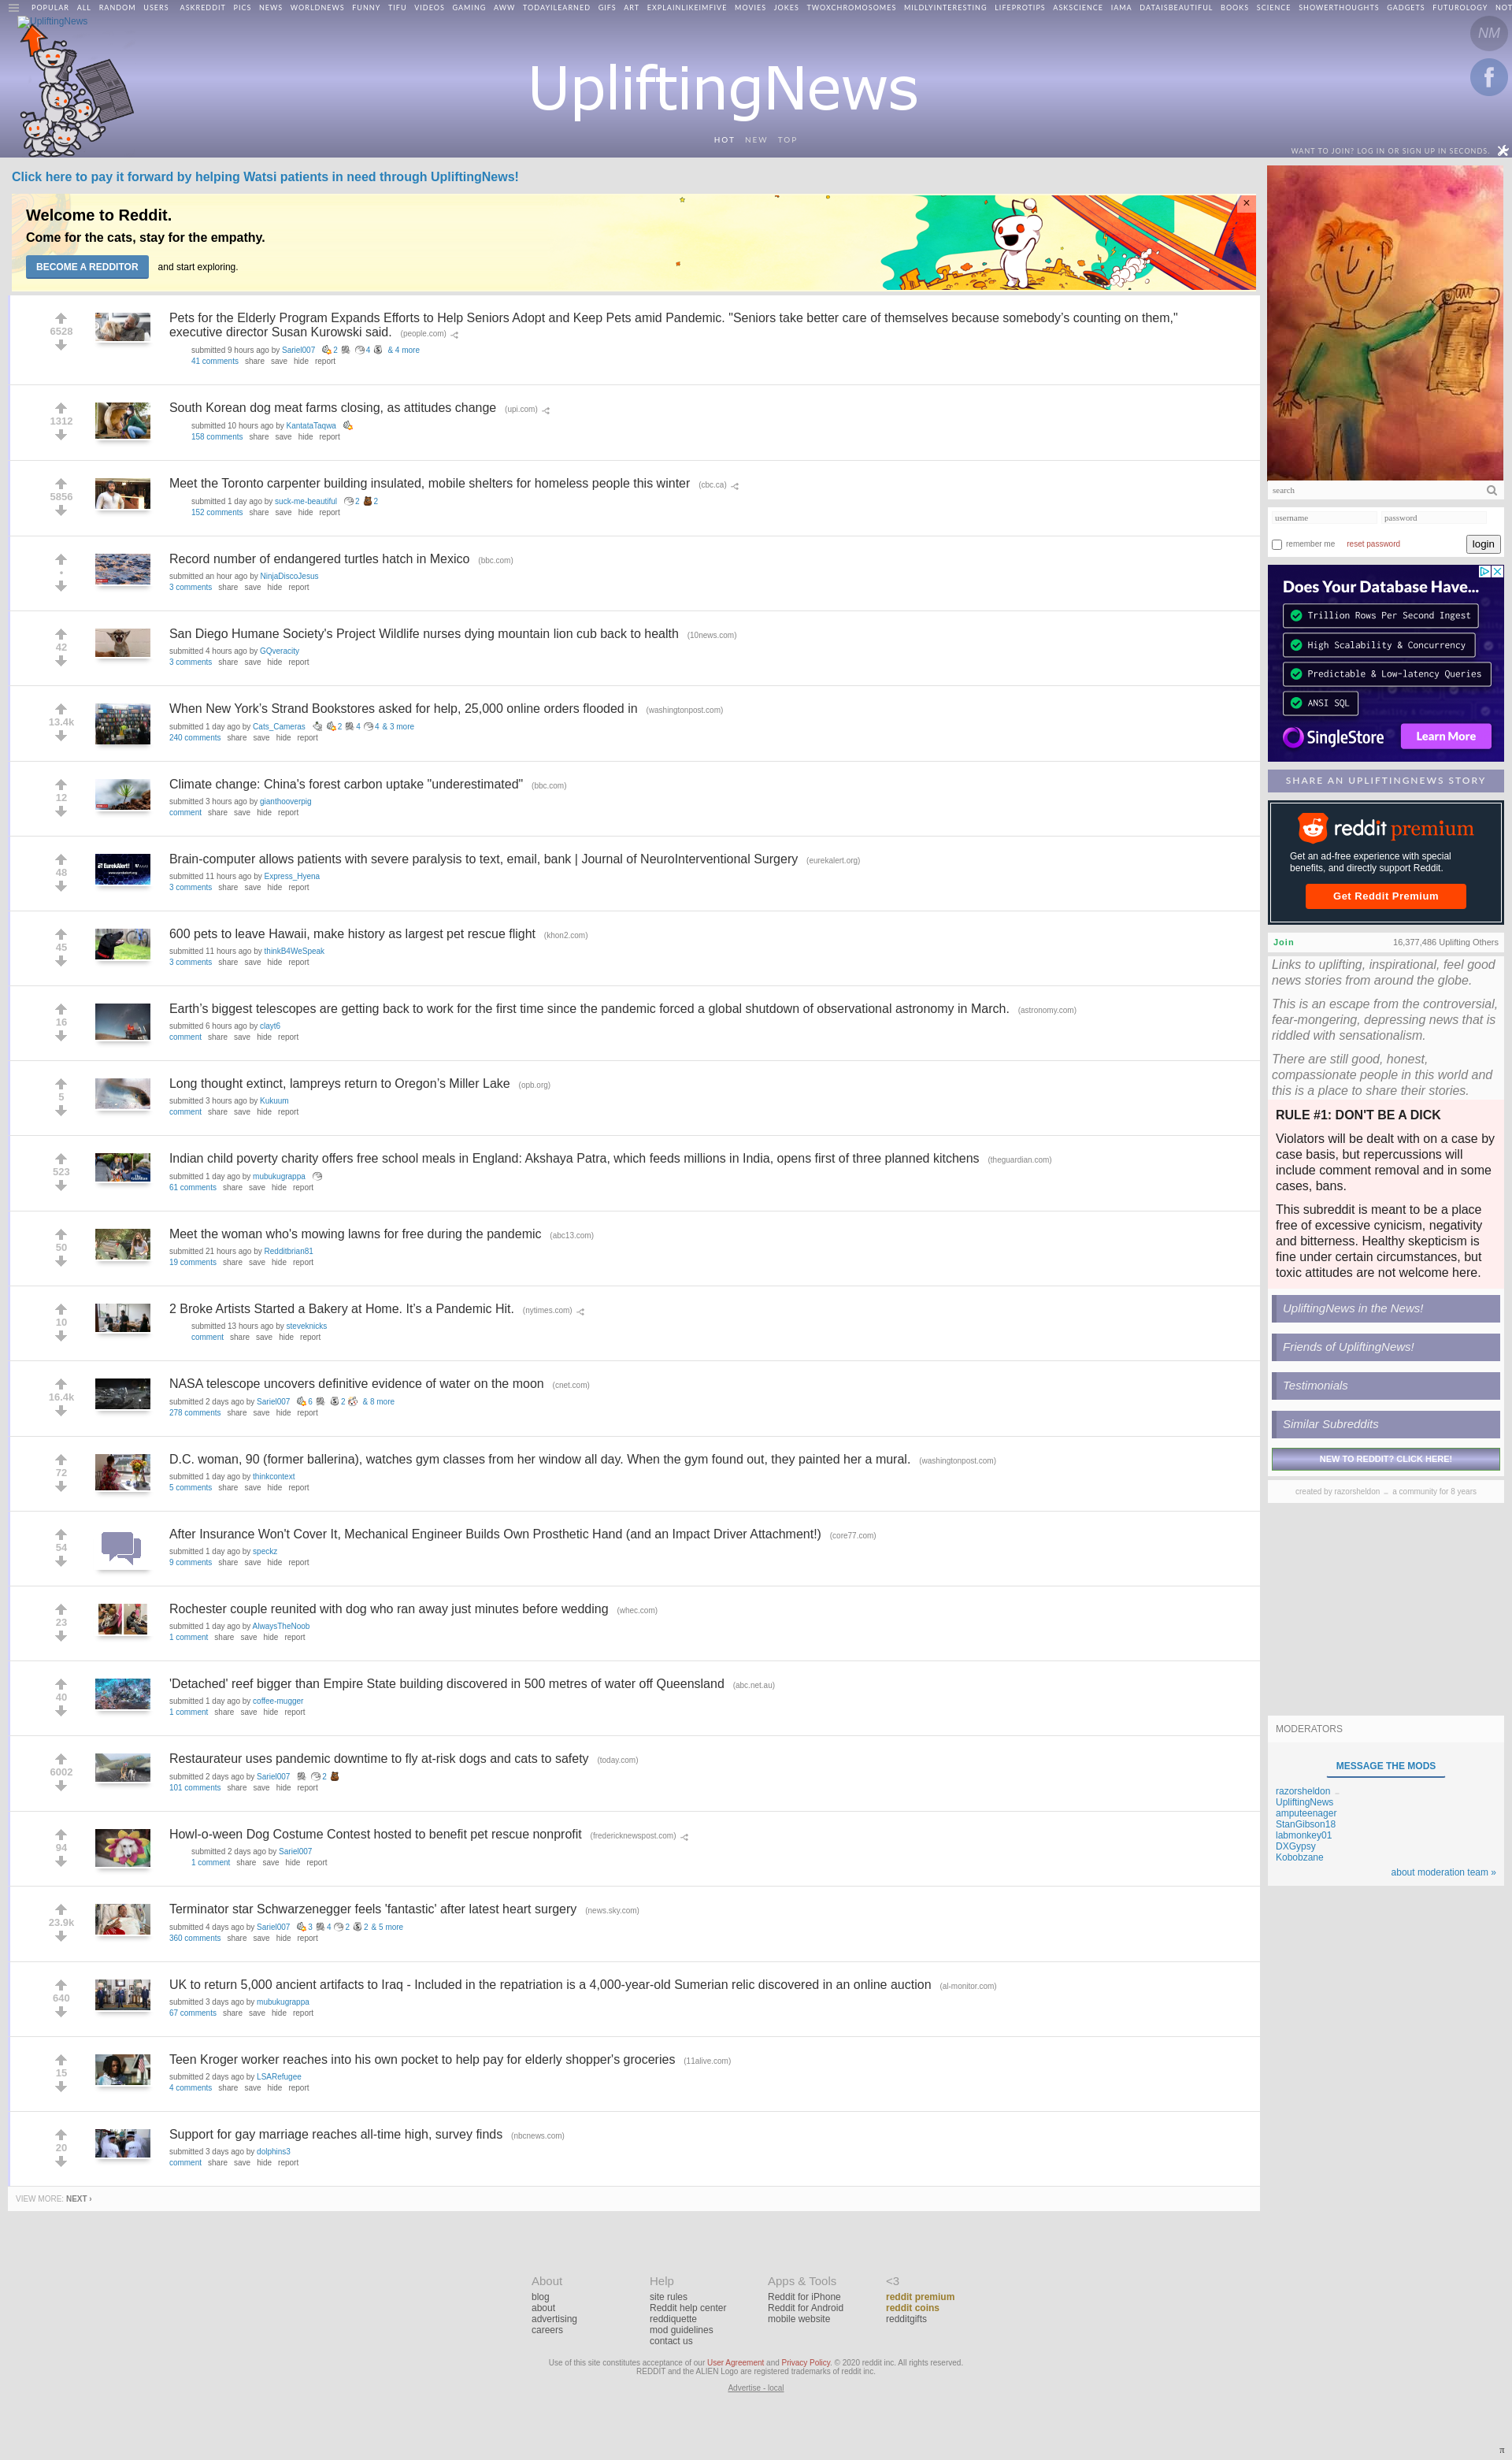 POPULAR ALL RANDOM USERS ASKREDDIT PICS NEWS WORLDNEWS FUNNY TIFU VIDEOS GAMING AWW TODAYILEARNED GIFS ART EXPLAINLIKEIMFIVE MOVIES JOKES TWOXCHROMOSOMES MILDLYINTERESTING LIFEPROTIPS ASKSCIENCE IAMA DATAISBEAUTIFUL BOOKS SCIENCE SHOWERTHOUGHTS GADGETS FUTUROLOGY NOT
UpliftingNews
NM
f
UpliftingNews
HOT NEW TOP
WANT TO JOIN? LOG IN OR SIGN UP IN SECONDS.
Click here to pay it forward by helping Watsi patients in need through UpliftingNews!
Welcome to Reddit.
Come for the cats, stay for the empathy.
BECOME A REDDITOR and start exploring.
×
6528
Pets for the Elderly Program Expands Efforts to Help Seniors Adopt and Keep Pets amid Pandemic. "Seniors take better care of themselves because somebody's counting on them,"
executive director Susan Kurowski said. (people.com)
submitted 9 hours ago by Sariel007 2 4 & 4 more
41 comments share save hide report
1312
South Korean dog meat farms closing, as attitudes change (upi.com)
submitted 10 hours ago by KantataTaqwa
158 comments share save hide report
5856
Meet the Toronto carpenter building insulated, mobile shelters for homeless people this winter (cbc.ca)
submitted 1 day ago by suck-me-beautiful 2 2
152 comments share save hide report
•
Record number of endangered turtles hatch in Mexico (bbc.com)
submitted an hour ago by NinjaDiscoJesus
3 comments share save hide report
42
San Diego Humane Society's Project Wildlife nurses dying mountain lion cub back to health (10news.com)
submitted 4 hours ago by GQveracity
3 comments share save hide report
13.4k
When New York's Strand Bookstores asked for help, 25,000 online orders flooded in (washingtonpost.com)
submitted 1 day ago by Cats_Cameras 2 4 4 & 3 more
240 comments share save hide report
12
Climate change: China's forest carbon uptake "underestimated" (bbc.com)
submitted 3 hours ago by gianthooverpig
comment share save hide report
48
EurekAlert!
Brain-computer allows patients with severe paralysis to text, email, bank | Journal of NeuroInterventional Surgery (eurekalert.org)
submitted 11 hours ago by Express_Hyena
3 comments share save hide report
45
600 pets to leave Hawaii, make history as largest pet rescue flight (khon2.com)
submitted 11 hours ago by thinkB4WeSpeak
3 comments share save hide report
16
Earth's biggest telescopes are getting back to work for the first time since the pandemic forced a global shutdown of observational astronomy in March. (astronomy.com)
submitted 6 hours ago by clayt6
comment share save hide report
5
Long thought extinct, lampreys return to Oregon's Miller Lake (opb.org)
submitted 3 hours ago by Kukuum
comment share save hide report
523
Indian child poverty charity offers free school meals in England: Akshaya Patra, which feeds millions in India, opens first of three planned kitchens (theguardian.com)
submitted 1 day ago by mubukugrappa
61 comments share save hide report
50
Meet the woman who's mowing lawns for free during the pandemic (abc13.com)
submitted 21 hours ago by Redditbrian81
19 comments share save hide report
10
2 Broke Artists Started a Bakery at Home. It's a Pandemic Hit. (nytimes.com)
submitted 13 hours ago by steveknicks
comment share save hide report
16.4k
NASA telescope uncovers definitive evidence of water on the moon (cnet.com)
submitted 2 days ago by Sariel007 6 2 & 8 more
278 comments share save hide report
72
D.C. woman, 90 (former ballerina), watches gym classes from her window all day. When the gym found out, they painted her a mural. (washingtonpost.com)
submitted 1 day ago by thinkcontext
5 comments share save hide report
54
After Insurance Won't Cover It, Mechanical Engineer Builds Own Prosthetic Hand (and an Impact Driver Attachment!) (core77.com)
submitted 1 day ago by speckz
9 comments share save hide report
23
Rochester couple reunited with dog who ran away just minutes before wedding (whec.com)
submitted 1 day ago by AlwaysTheNoob
1 comment share save hide report
40
'Detached' reef bigger than Empire State building discovered in 500 metres of water off Queensland (abc.net.au)
submitted 1 day ago by coffee-mugger
1 comment share save hide report
6002
Restaurateur uses pandemic downtime to fly at-risk dogs and cats to safety (today.com)
submitted 2 days ago by Sariel007 2
101 comments share save hide report
94
Howl-o-ween Dog Costume Contest hosted to benefit pet rescue nonprofit (fredericknewspost.com)
submitted 2 days ago by Sariel007
1 comment share save hide report
23.9k
Terminator star Schwarzenegger feels 'fantastic' after latest heart surgery (news.sky.com)
submitted 4 days ago by Sariel007 3 4 2 2 & 5 more
360 comments share save hide report
640
UK to return 5,000 ancient artifacts to Iraq - Included in the repatriation is a 4,000-year-old Sumerian relic discovered in an online auction (al-monitor.com)
submitted 3 days ago by mubukugrappa
67 comments share save hide report
15
Teen Kroger worker reaches into his own pocket to help pay for elderly shopper's groceries (11alive.com)
submitted 2 days ago by LSARefugee
4 comments share save hide report
20
Support for gay marriage reaches all-time high, survey finds (nbcnews.com)
submitted 3 days ago by dolphins3
comment share save hide report
VIEW MORE: NEXT ›
search
username password
remember me reset password login
Does Your Database Have...
Trillion Rows Per Second Ingest
High Scalability & Concurrency
Predictable & Low-latency Queries
ANSI SQL
SingleStore Learn More
SHARE AN UPLIFTINGNEWS STORY
reddit premium
Get an ad-free experience with special
benefits, and directly support Reddit.
Get Reddit Premium
Join 16,377,486 Uplifting Others
Links to uplifting, inspirational, feel good
news stories from around the globe.
This is an escape from the controversial,
fear-mongering, depressing news that is
riddled with sensationalism.
There are still good, honest,
compassionate people in this world and
this is a place to share their stories.
RULE #1: DON'T BE A DICK
Violators will be dealt with on a case by
case basis, but repercussions will
include comment removal and in some
cases, bans.
This subreddit is meant to be a place
free of excessive cynicism, negativity
and bitterness. Healthy skepticism is
fine under certain circumstances, but
toxic attitudes are not welcome here.
UpliftingNews in the News!
Friends of UpliftingNews!
Testimonials
Similar Subreddits
NEW TO REDDIT? CLICK HERE!
created by razorsheldon a community for 8 years
MODERATORS
MESSAGE THE MODS
razorsheldon
UpliftingNews
amputeenager
StanGibson18
labmonkey01
DXGypsy
Kobobzane
about moderation team »
About
blog
about
advertising
careers
Help
site rules
Reddit help center
reddiquette
mod guidelines
contact us
Apps & Tools
Reddit for iPhone
Reddit for Android
mobile website
<3
reddit premium
reddit coins
redditgifts
Use of this site constitutes acceptance of our User Agreement and Privacy Policy. © 2020 reddit inc. All rights reserved.
REDDIT and the ALIEN Logo are registered trademarks of reddit inc.
Advertise - local
π